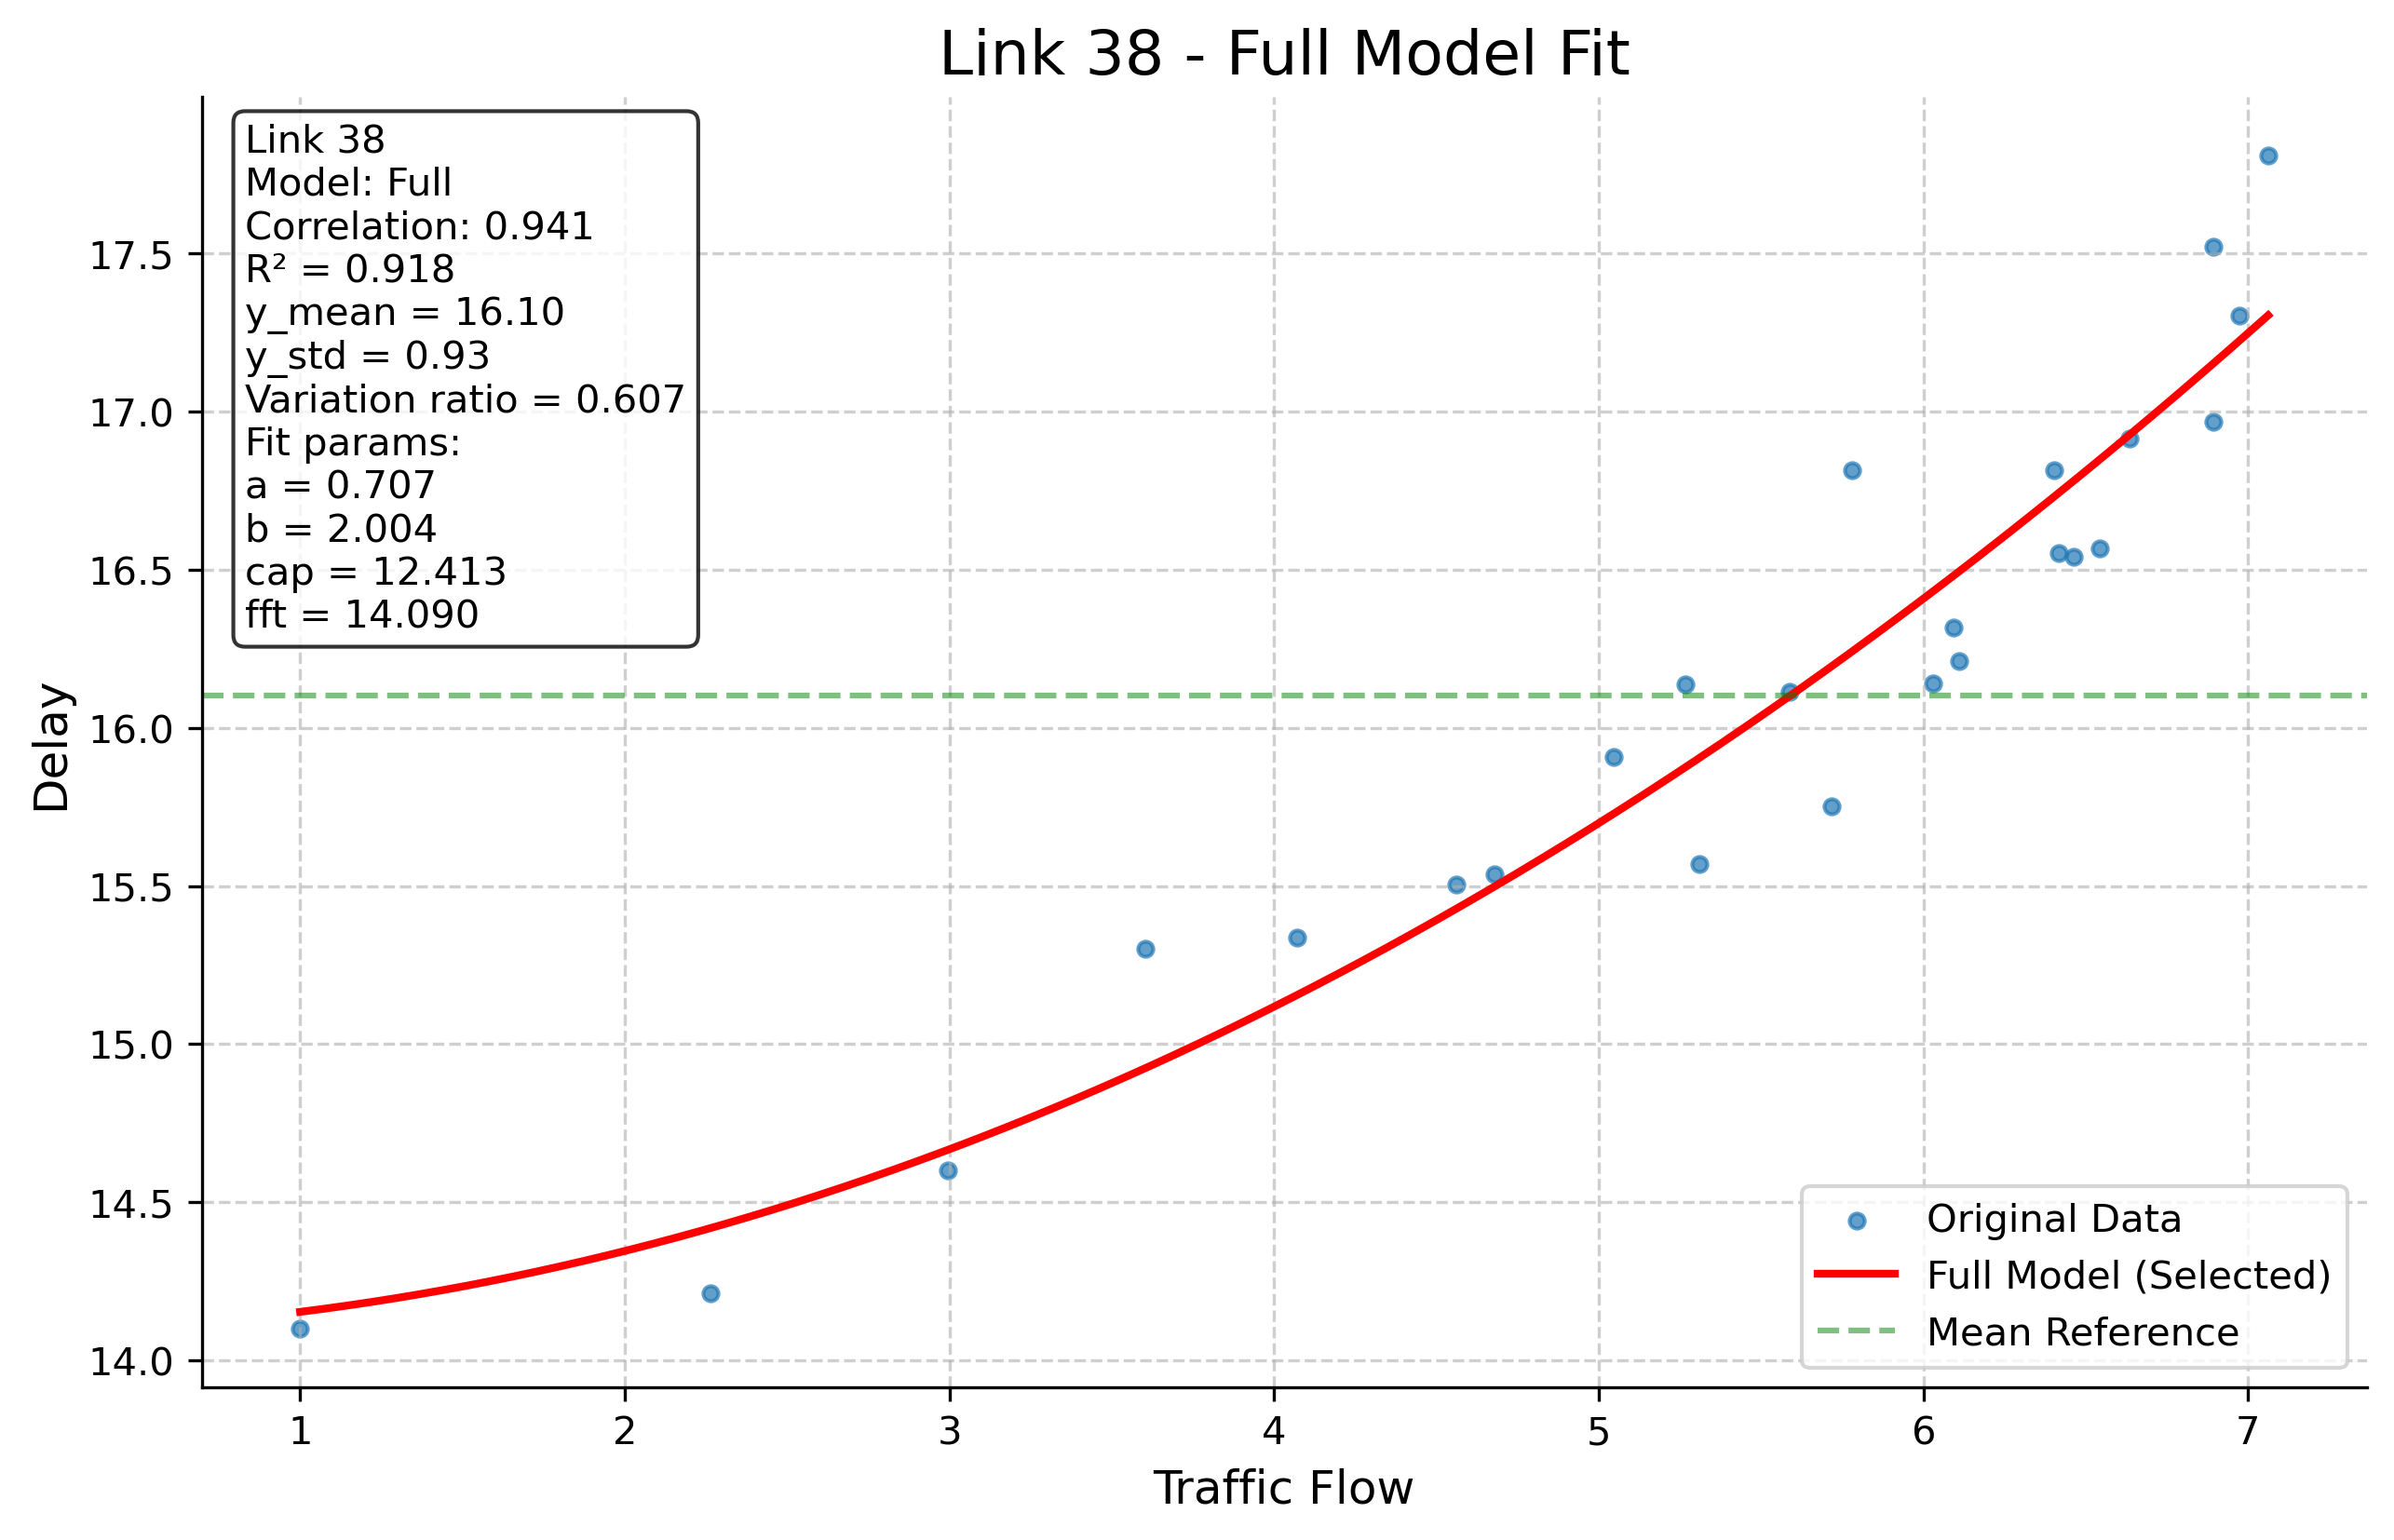 Link 38 - Full Model Fit
Link 38
Model: Full
Correlation: 0.941
R² = 0.918
y_mean = 16.10
y_std = 0.93
Variation ratio = 0.607
Fit params:
a = 0.707
b = 2.004
cap = 12.413
fft = 14.090
Delay
17.5
17.0
16.5
16.0
15.5
15.0
14.5
14.0
Original Data
Full Model (Selected)
Mean Reference
1 2 3 4 5 6 7
Traffic Flow